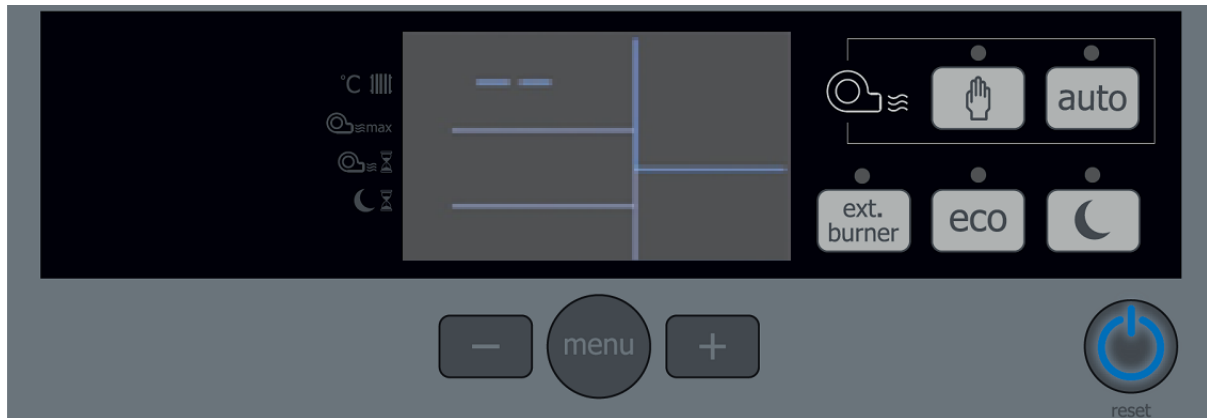 °C
max
auto
ext.
burner
eco
− menu +
reset